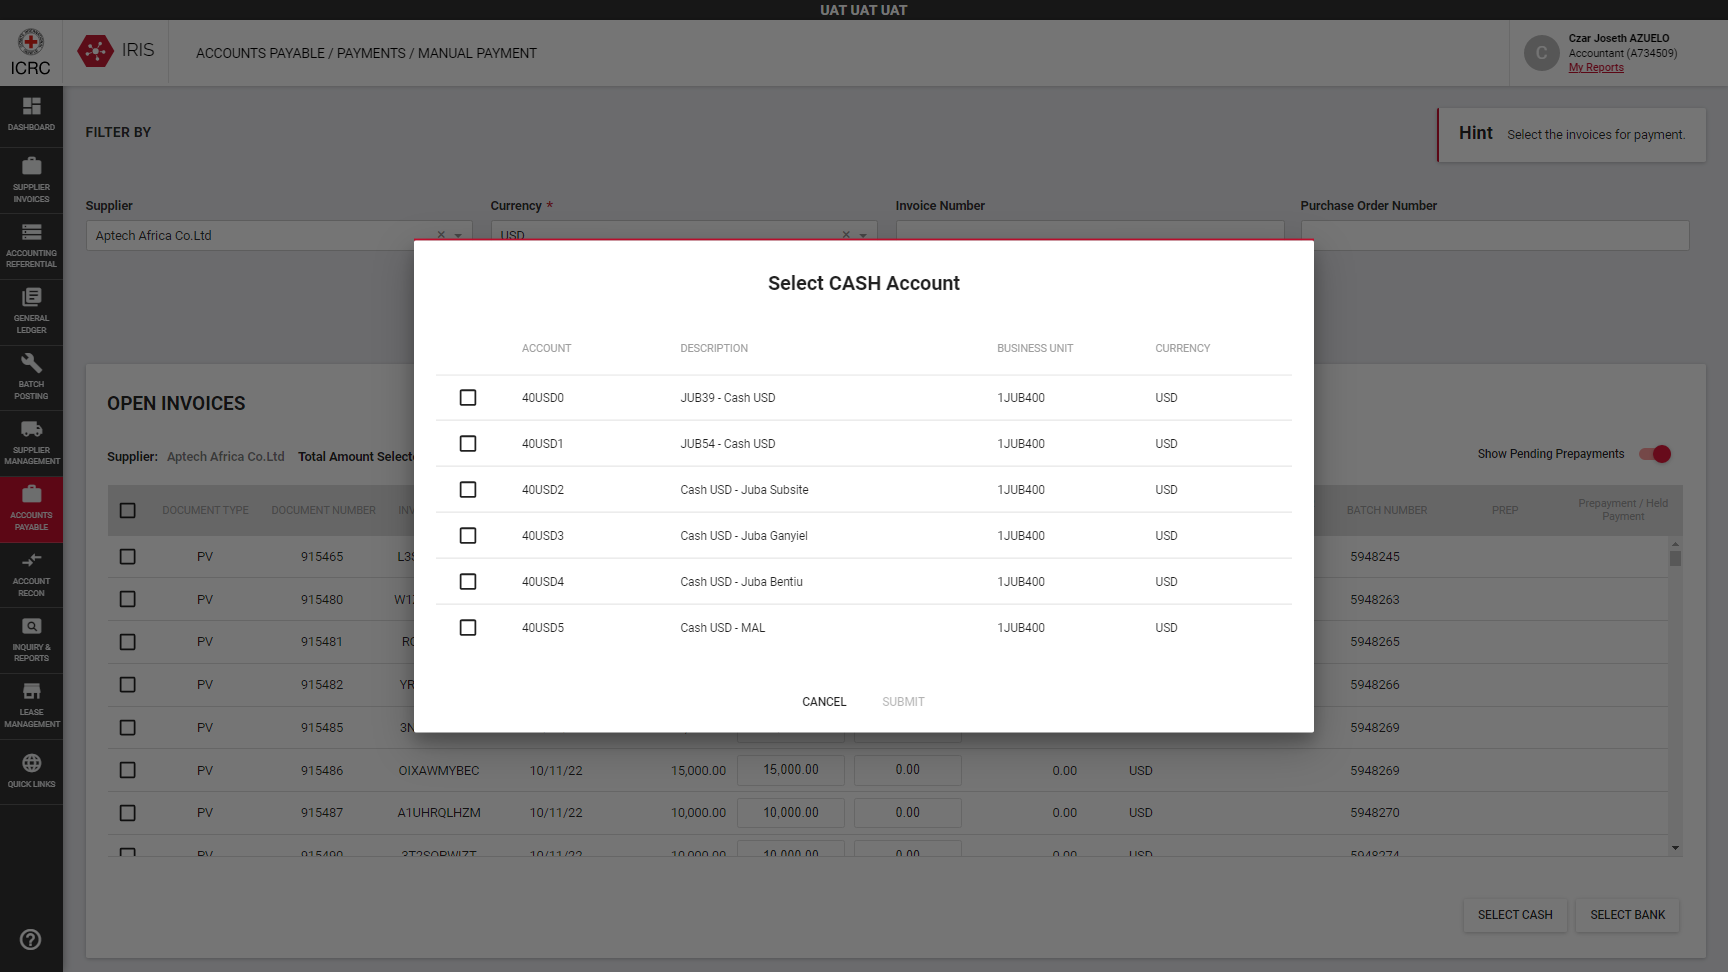 UAT UAT UAT
ICRC
IRIS
ACCOUNTS PAYABLE / PAYMENTS / MANUAL PAYMENT
C
Czar Joseth AZUELO
Accountant (A734509)
My Reports
DASHBOARD
SUPPLIER
INVOICES
ACCOUNTING
REFERENTIAL
GENERAL
LEDGER
BATCH
POSTING
SUPPLIER
MANAGEMENT
ACCOUNTS
PAYABLE
ACCOUNT
RECON
INQUIRY &
REPORTS
LEASE
MANAGEMENT
QUICK LINKS
FILTER BY
Hint Select the invoices for payment.
Supplier Currency * Invoice Number Purchase Order Number
Aptech Africa Co.Ltd USD
Select CASH Account
ACCOUNT DESCRIPTION BUSINESS UNIT CURRENCY
40USD0 JUB39 - Cash USD 1JUB400 USD
40USD1 JUB54 - Cash USD 1JUB400 USD
40USD2 Cash USD - Juba Subsite 1JUB400 USD
40USD3 Cash USD - Juba Ganyiel 1JUB400 USD
40USD4 Cash USD - Juba Bentiu 1JUB400 USD
40USD5 Cash USD - MAL 1JUB400 USD
CANCEL SUBMIT
OPEN INVOICES
Supplier: Aptech Africa Co.Ltd Total Amount Show Pending Prepayments
DOCUMENT TYPE DOCUMENT NUMBER BATCH NUMBER PREP Prepayment / Held
Payment
PV 915465 5948245
PV 915480 5948263
PV 915481 5948265
PV 915482 5948266
PV 915485 5948269
PV 915486 OIXAWMYBEC 10/11/22 15,000.00 15,000.00 0.00 0.00 USD 5948269
PV 915487 A1UHRQLHZM 10/11/22 10,000.00 10,000.00 0.00 0.00 USD 5948270
PV 915490 10/11/22 10,000.00 10,000.00 0.00 0.00 USD 5948274
SELECT CASH SELECT BANK